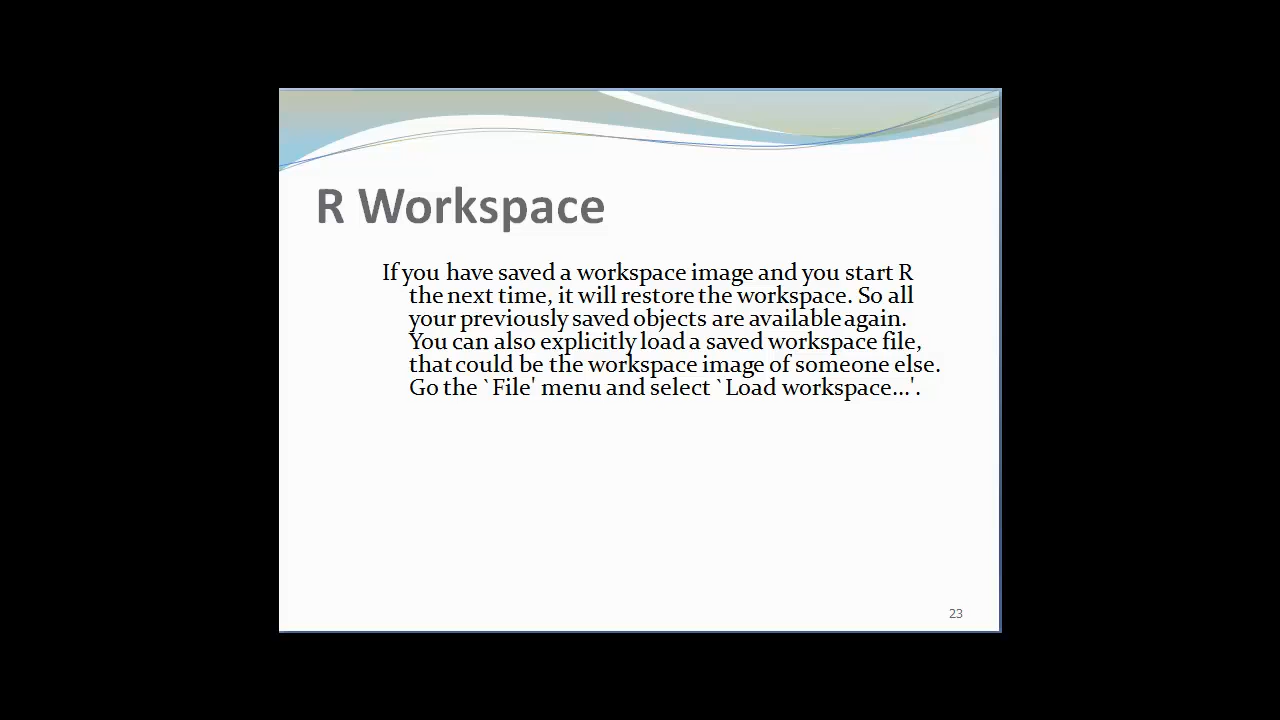 R Workspace
If you have saved a workspace image and you start R
the next time, it will restore the workspace. So all
your previously saved objects are available again.
You can also explicitly load a saved workspace file,
that could be the workspace image of someone else.
Go the `File' menu and select `Load workspace...'.
23